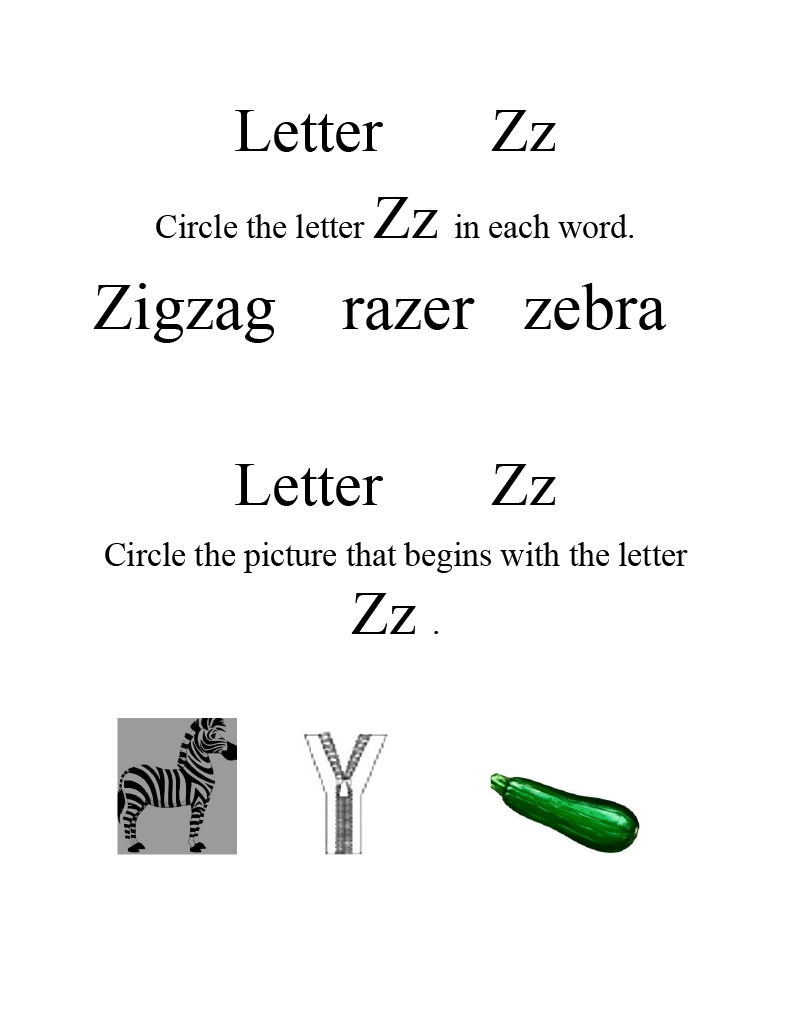 Letter Zz
Circle the letter Zz in each word.
Zigzag razer zebra
Letter Zz
Circle the picture that begins with the letter
Zz .